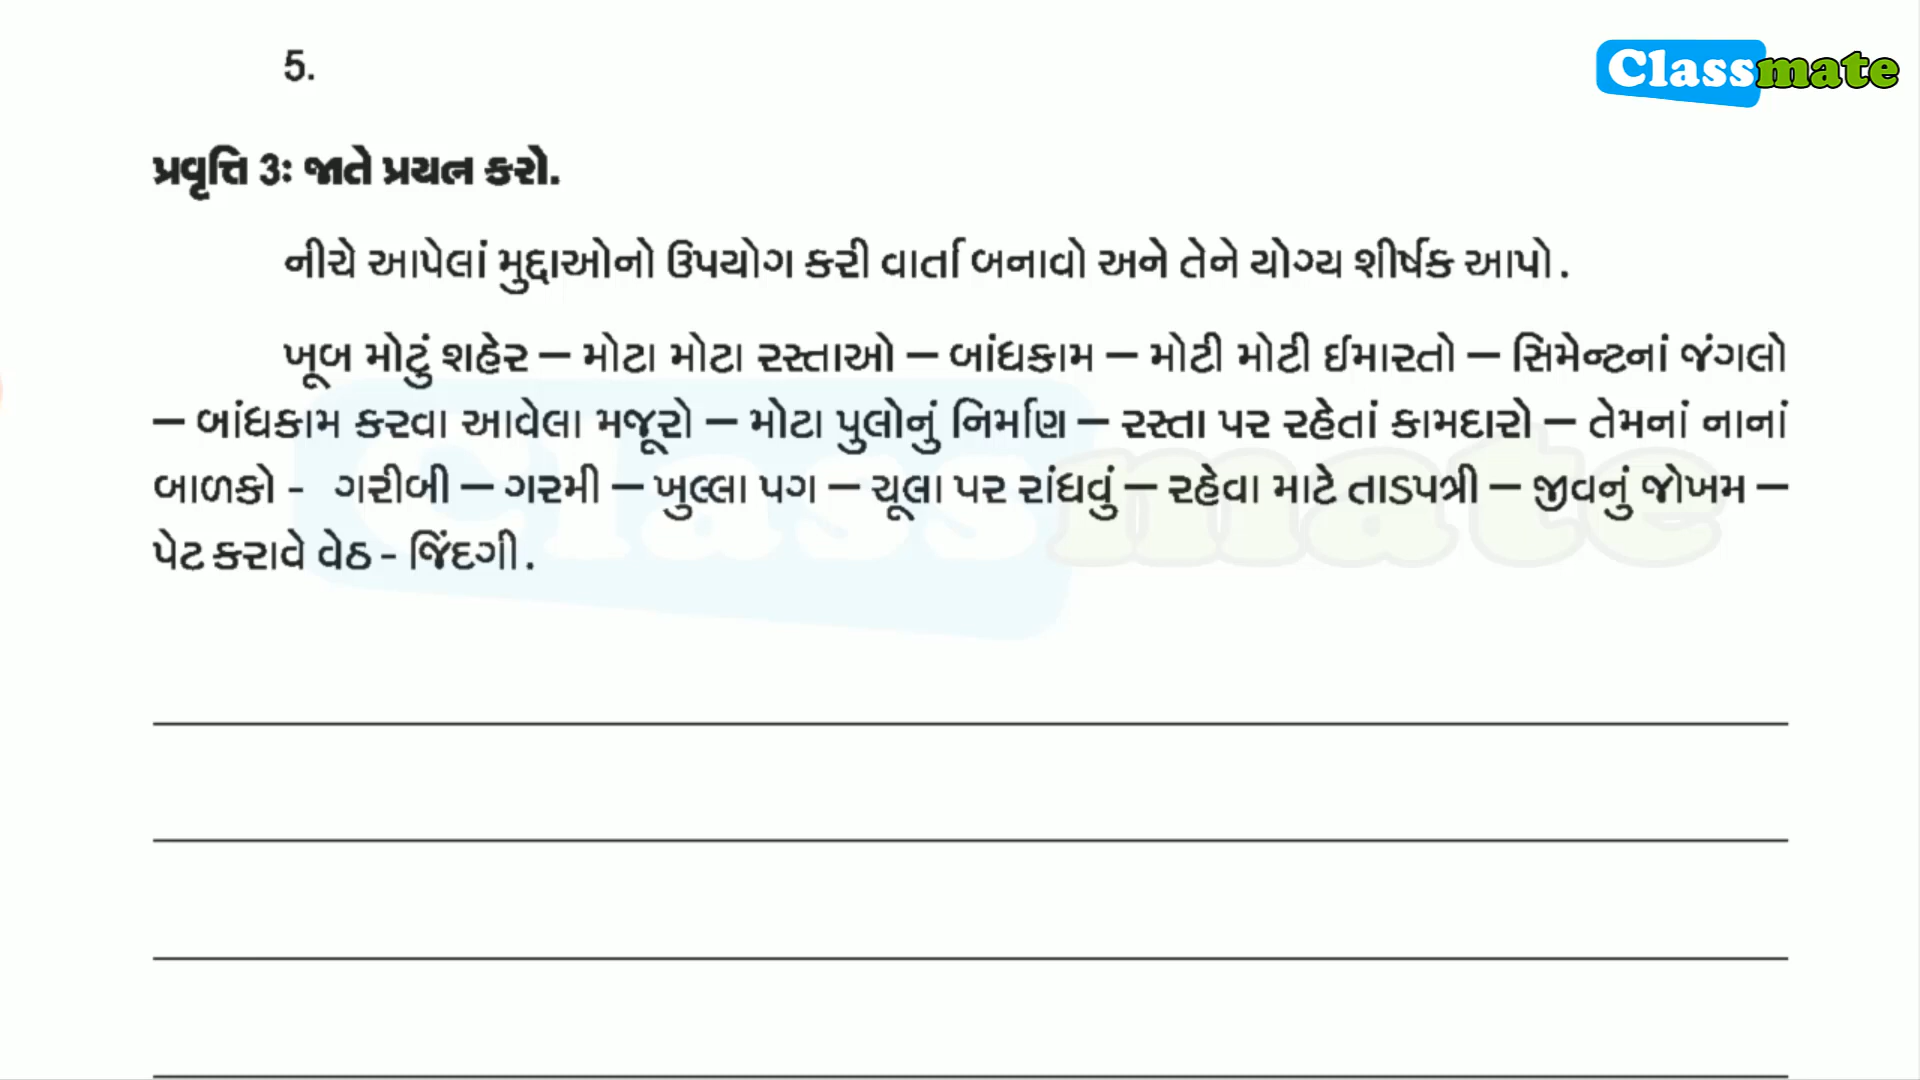 5.
Classmate
પ્રવૃત્તિ 3: જાતે પ્રયત્ન કરો.
નીચે આપેલાં મુદ્દાઓનો ઉપયોગ કરી વાર્તા બનાવો અને તેને યોગ્ય શીર્ષક આપો.
ખૂબ મોટું શહેર – મોટા મોટા રસ્તાઓ – બાંધકામ – મોટી મોટી ઈમારતો – સિમેન્ટનાં જંગલો
– બાંધકામ કરવા આવેલા મજૂરો – મોટા પુલોનું નિર્માણ – રસ્તા પર રહેતાં કામદારો – તેમનાં નાનાં
બાળકો - ગરીબી – ગરમી – ખુલ્લા પગ – ચૂલા પર રાંધવું – રહેવા માટે તાડપત્રી – જીવનું જોખમ –
પેટ કરાવે વેઠ - જિંદગી.
Classmate